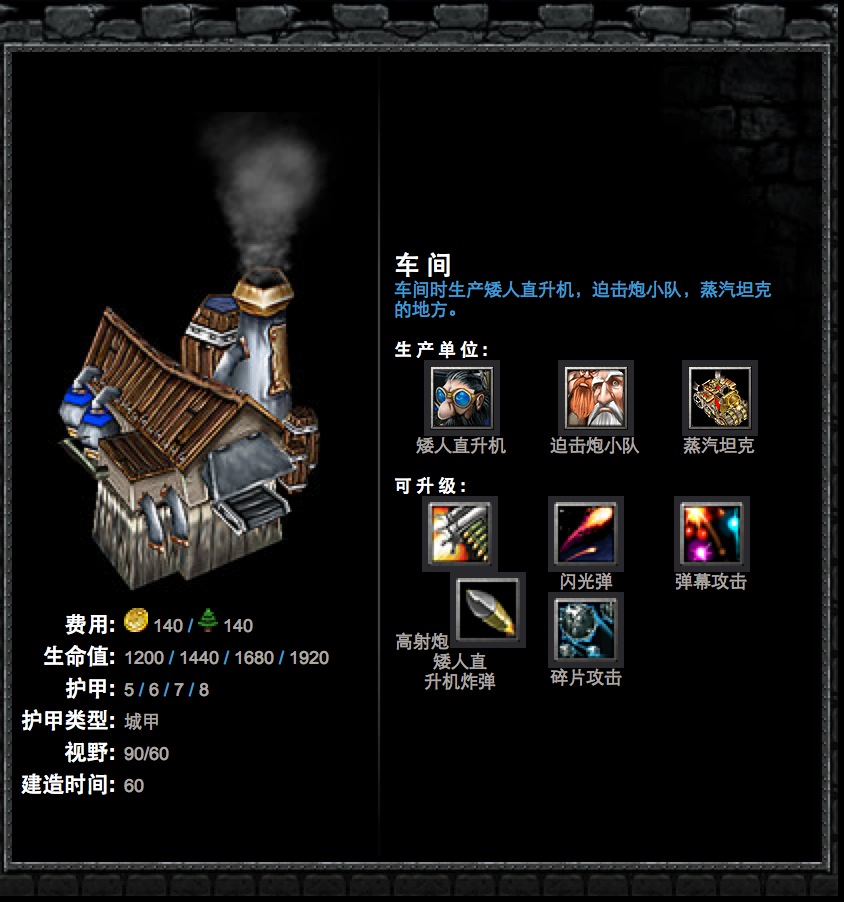 车间
车间时生产矮人直升机，迫击炮小队，蒸汽坦克
的地方。
生产单位:
矮人直升机 迫击炮小队 蒸汽坦克
可升级:
闪光弹 弹幕攻击
高射炮
矮人直
升机炸弹
碎片攻击
费用: 140 / 140
生命值: 1200 / 1440 / 1680 / 1920
护甲: 5 / 6 / 7 / 8
护甲类型: 城甲
视野: 90/60
建造时间: 60